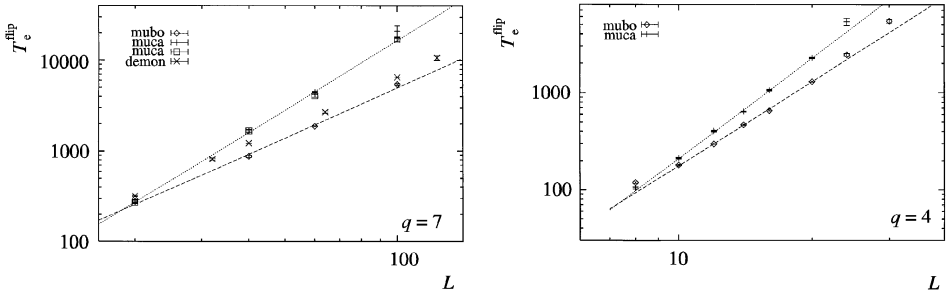 T_e^flip
10000
1000
100
mubo
muca
muca
demon
q = 7
100
L
T_e^flip
1000
100
mubo
muca
q = 4
10
L